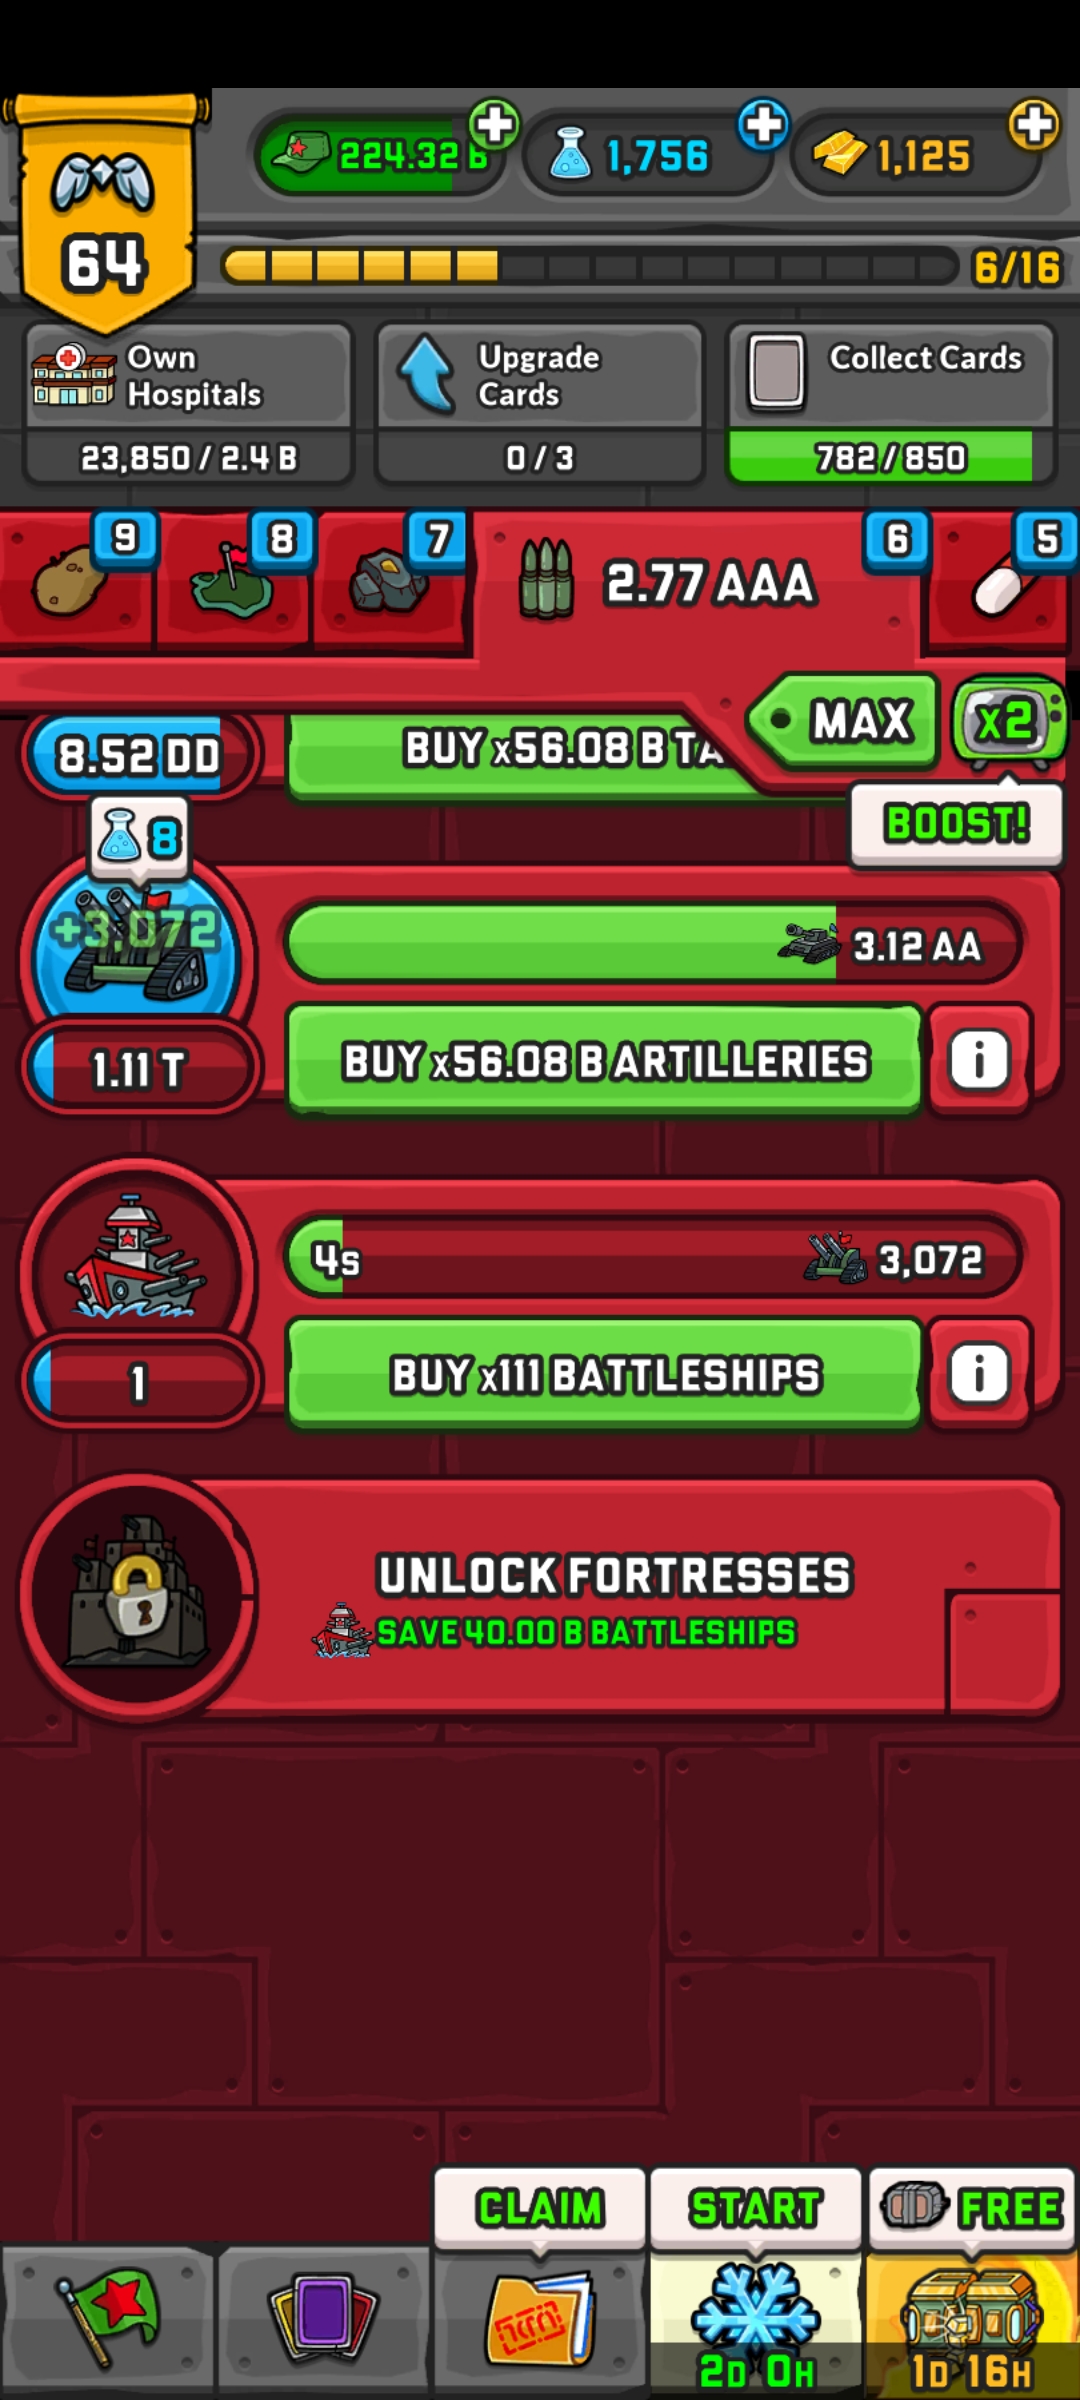 224.32 B
1,756
1,125
64
6/16
Own
Hospitals
Upgrade
Cards
Collect Cards
23,850 / 2.4 B
0 / 3
782 / 850
9
8
7
2.77 AAA
6
5
MAX
x2
8.52 DD
BUY x56.08 B TA
BOOST!
8
+3,072
3.12 AA
1.11 T
BUY x56.08 B ARTILLERIES
i
4s
3,072
1
BUY x111 BATTLESHIPS
i
UNLOCK FORTRESSES
SAVE 40.00 B BATTLESHIPS
CLAIM
START
FREE
2D 0H
1D 16H